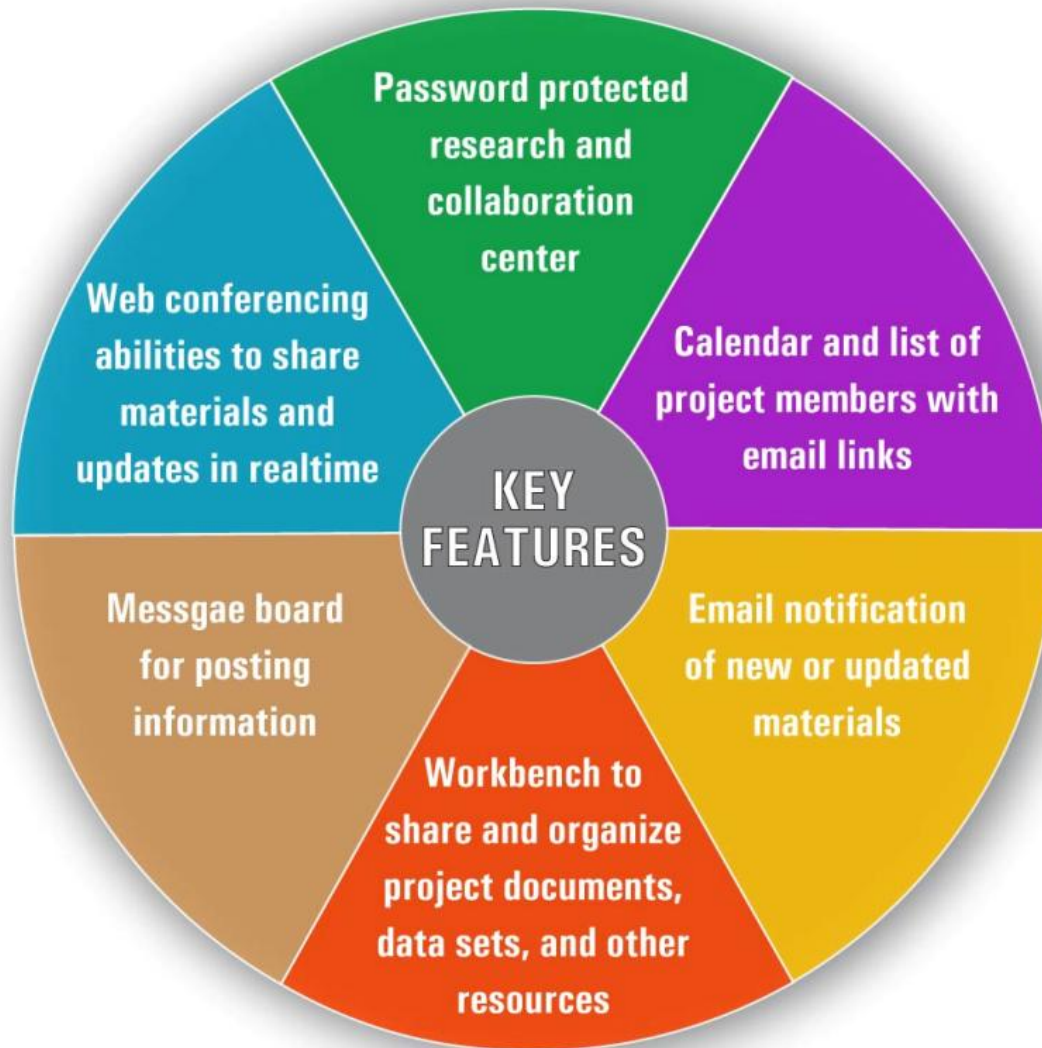 Password protected
research and
collaboration
center
Calendar and list of
project members with
email links
Email notification
of new or updated
materials
Workbench to
share and organize
project documents,
data sets, and other
resources
Messgae board
for posting
information
Web conferencing
abilities to share
materials and
updates in realtime
KEY
FEATURES